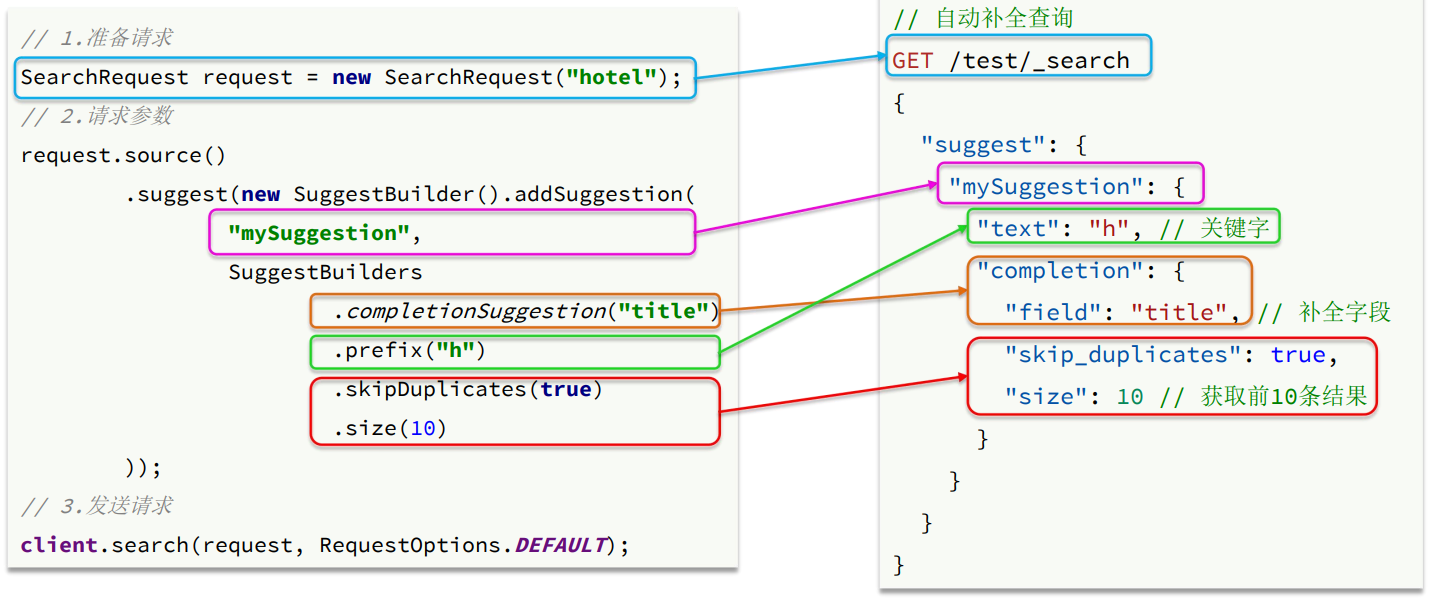 // 1.准备请求
SearchRequest request = new SearchRequest("hotel");
// 2.请求参数
request.source()
.suggest(new SuggestBuilder().addSuggestion(
"mySuggestion",
SuggestBuilders
.completionSuggestion("title")
.prefix("h")
.skipDuplicates(true)
.size(10)
));
// 3.发送请求
client.search(request, RequestOptions.DEFAULT);
// 自动补全查询
GET /test/_search
{
"suggest": {
"mySuggestion": {
"text": "h", // 关键字
"completion": {
"field": "title", // 补全字段
"skip_duplicates": true,
"size": 10 // 获取前10条结果
}
}
}
}